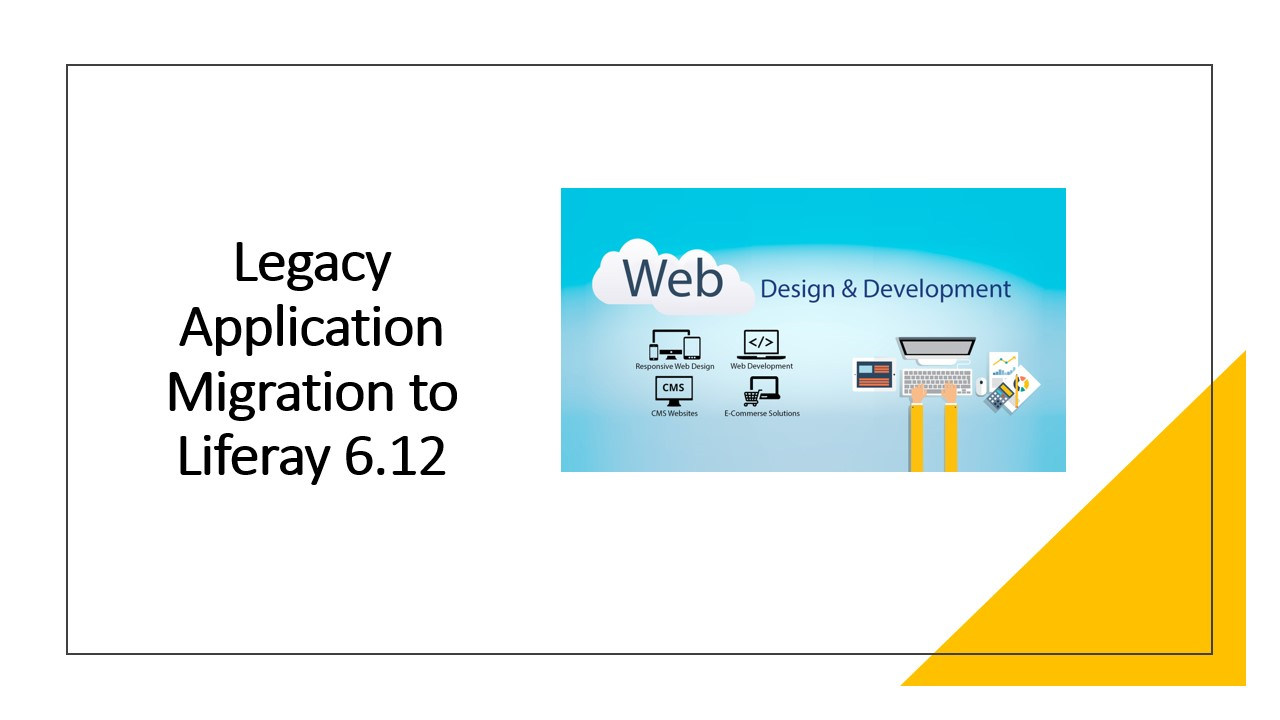 Legacy
Application
Migration to
Liferay 6.12
Web
Design & Development
Responsive Web Design
</>
Web Development
CMS
CMS Websites
E-Commerse Solutions